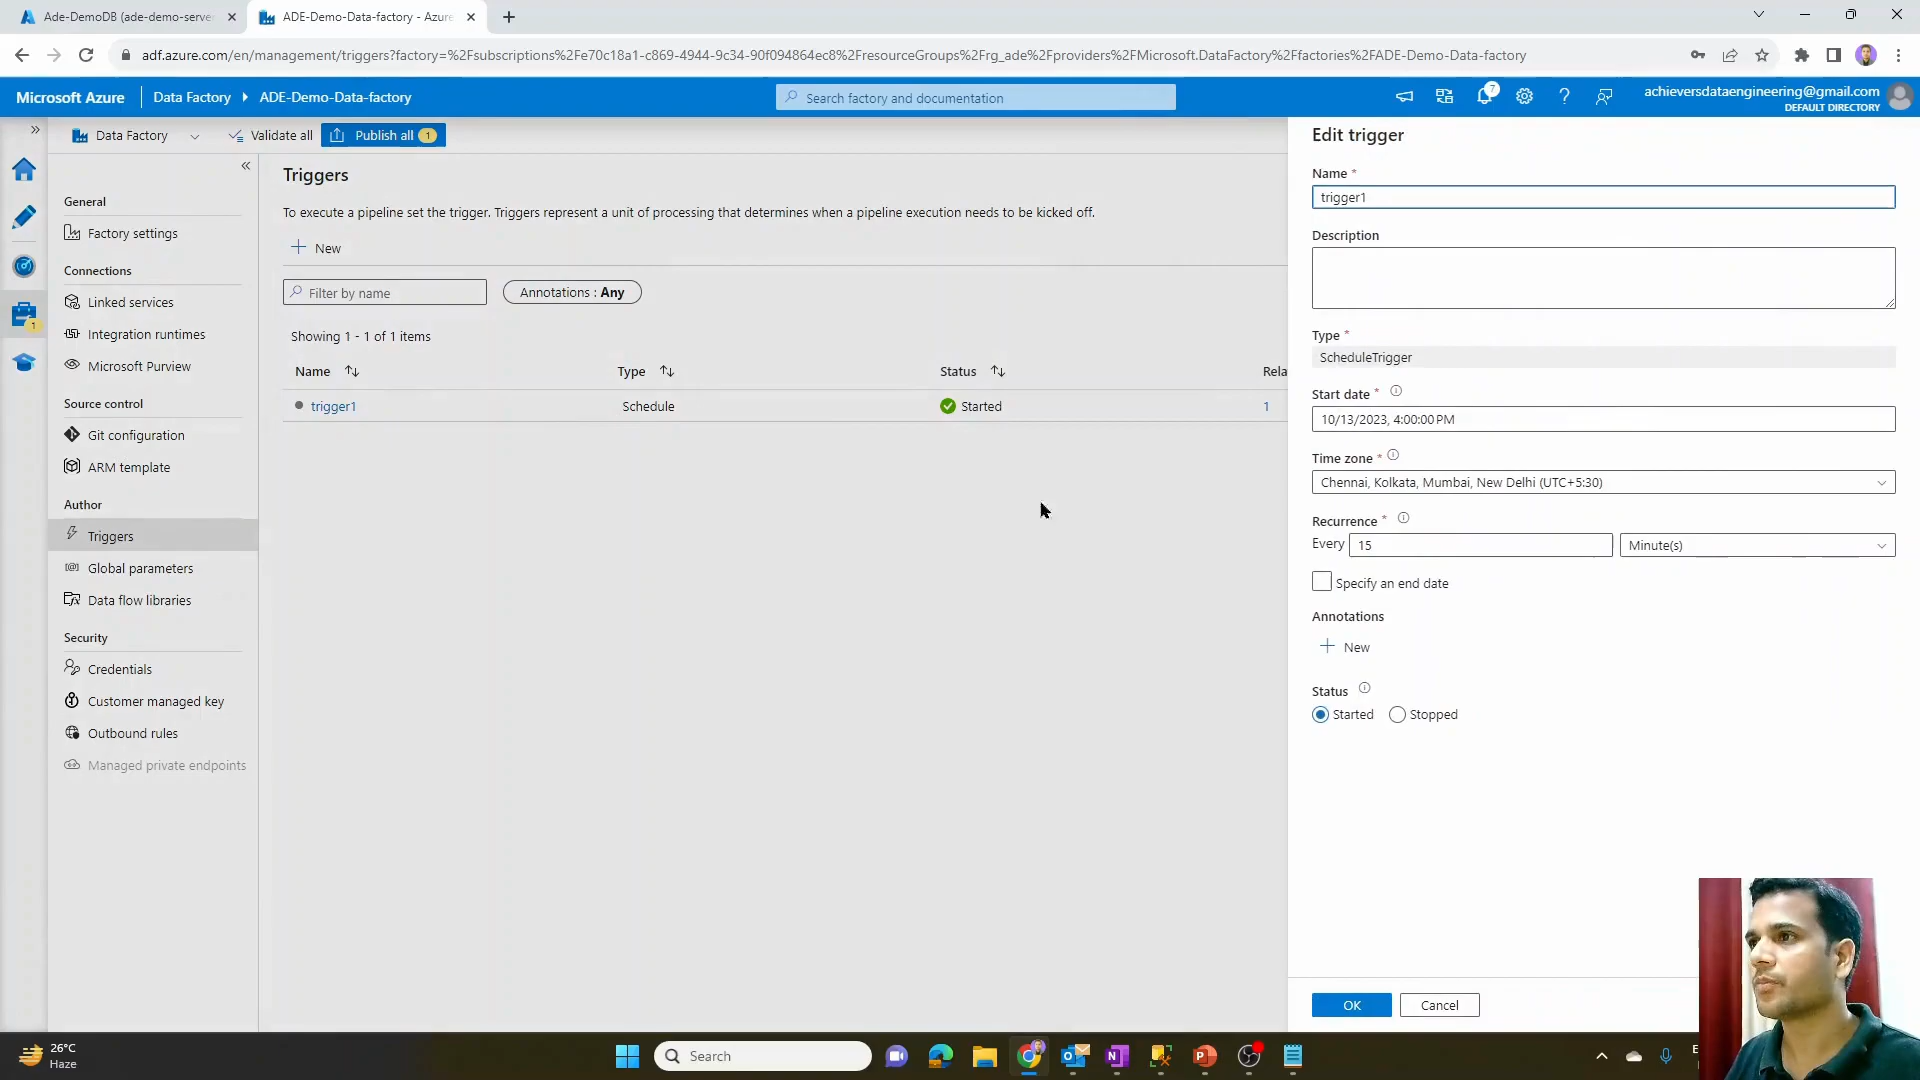 Ade-DemoDB (ade-demo-serve
ADE-Demo-Data-factory - Azure
adf.azure.com/en/management/triggers?factory=%2Fsubscriptions%2Fe70c18a1-c869-4944-9c34-90f094864ec8%2FresourceGroups%2Frg_ade%2Fproviders%2FMicrosoft.DataFactory%2Ffactories%2FADE-Demo-Data-factory
Microsoft Azure
Data Factory
ADE-Demo-Data-factory
Search factory and documentation
7
achieversdataengineering@gmail.com
DEFAULT DIRECTORY
Data Factory
Validate all
Publish all
1
General
Factory settings
Connections
Linked services
1
Integration runtimes
Microsoft Purview
Source control
Git configuration
ARM template
Author
Triggers
Global parameters
Data flow libraries
Security
Credentials
Customer managed key
Outbound rules
Managed private endpoints
Triggers
To execute a pipeline set the trigger. Triggers represent a unit of processing that determines when a pipeline execution needs to be kicked off.
New
Filter by name
Annotations : Any
Showing 1 - 1 of 1 items
Name
Type
Status
Rela
trigger1
Schedule
Started
1
Edit trigger
Name *
trigger1
Description
Type *
ScheduleTrigger
Start date *
10/13/2023, 4:00:00 PM
Time zone *
Chennai, Kolkata, Mumbai, New Delhi (UTC+5:30)
Recurrence *
Every 15 Minute(s)
Specify an end date
Annotations
New
Status
Started
Stopped
OK
Cancel
26°C
Haze
Search